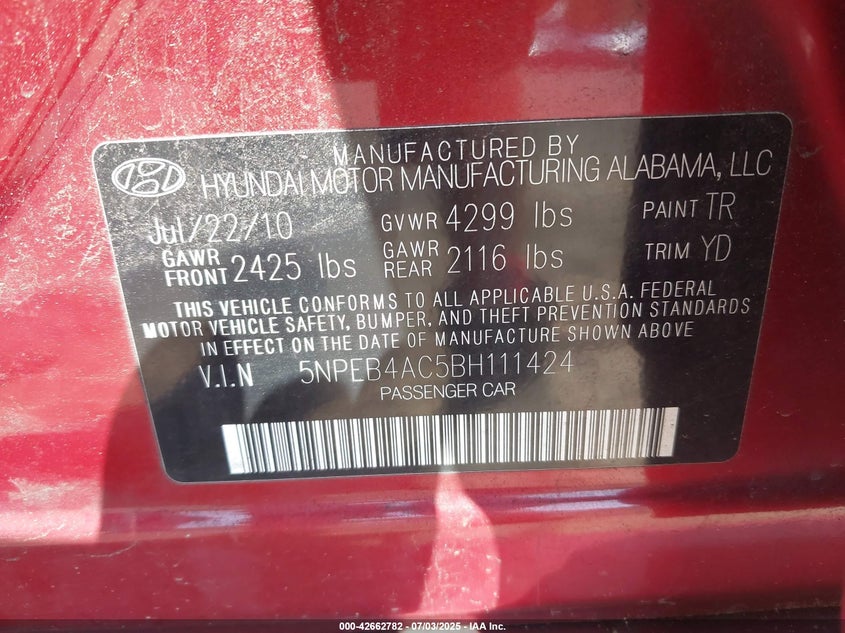 MANUFACTURED BY
HYUNDAI MOTOR MANUFACTURING ALABAMA, LLC
Jul/22/10 GVWR 4299 lbs PAINT TR
GAWR FRONT 2425 lbs GAWR REAR 2116 lbs TRIM YD
THIS VEHICLE CONFORMS TO ALL APPLICABLE U.S.A. FEDERAL
MOTOR VEHICLE SAFETY, BUMPER, AND THEFT PREVENTION STANDARDS
IN EFFECT ON THE DATE OF MANUFACTURE SHOWN ABOVE
V.I.N 5NPEB4AC5BH111424
PASSENGER CAR
000-42662782 - 07/03/2025 - IAA Inc.